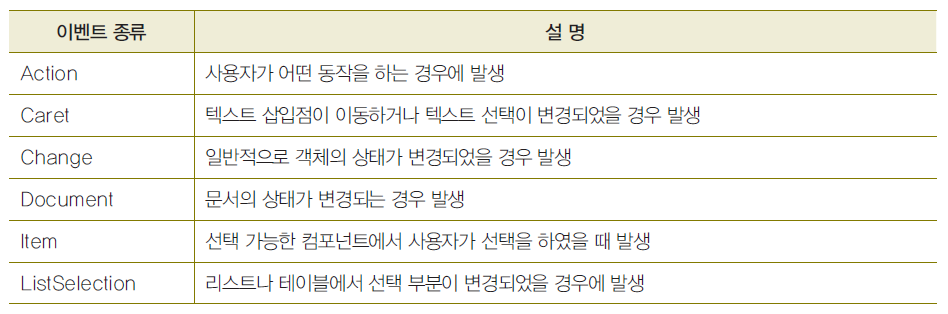 이벤트 종류 설 명
Action 사용자가 어떤 동작을 하는 경우에 발생
Caret 텍스트 삽입점이 이동하거나 텍스트 선택이 변경되었을 경우 발생
Change 일반적으로 객체의 상태가 변경되었을 경우 발생
Document 문서의 상태가 변경되는 경우 발생
Item 선택 가능한 컴포넌트에서 사용자가 선택을 하였을 때 발생
ListSelection 리스트나 테이블에서 선택 부분이 변경되었을 경우에 발생